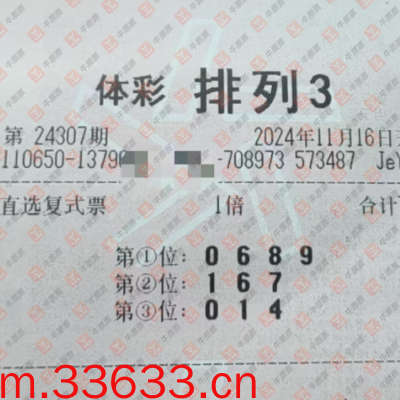 体彩 排列3
第 24307期 2024年11月16日
110650-1379 -708973 573487 JeY
直选复式票 1倍 合计
第①位: 0 6 8 9
第②位: 1 6 7
第③位: 0 1 4
m.33633.cn